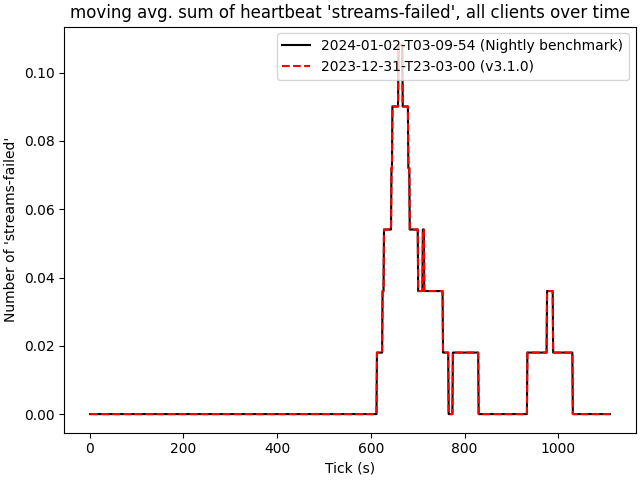 moving avg. sum of heartbeat 'streams-failed', all clients over time
2024-01-02-T03-09-54 (Nightly benchmark)
2023-12-31-T23-03-00 (v3.1.0)
Number of 'streams-failed'
0.10
0.08
0.06
0.04
0.02
0.00
0 200 400 600 800 1000
Tick (s)